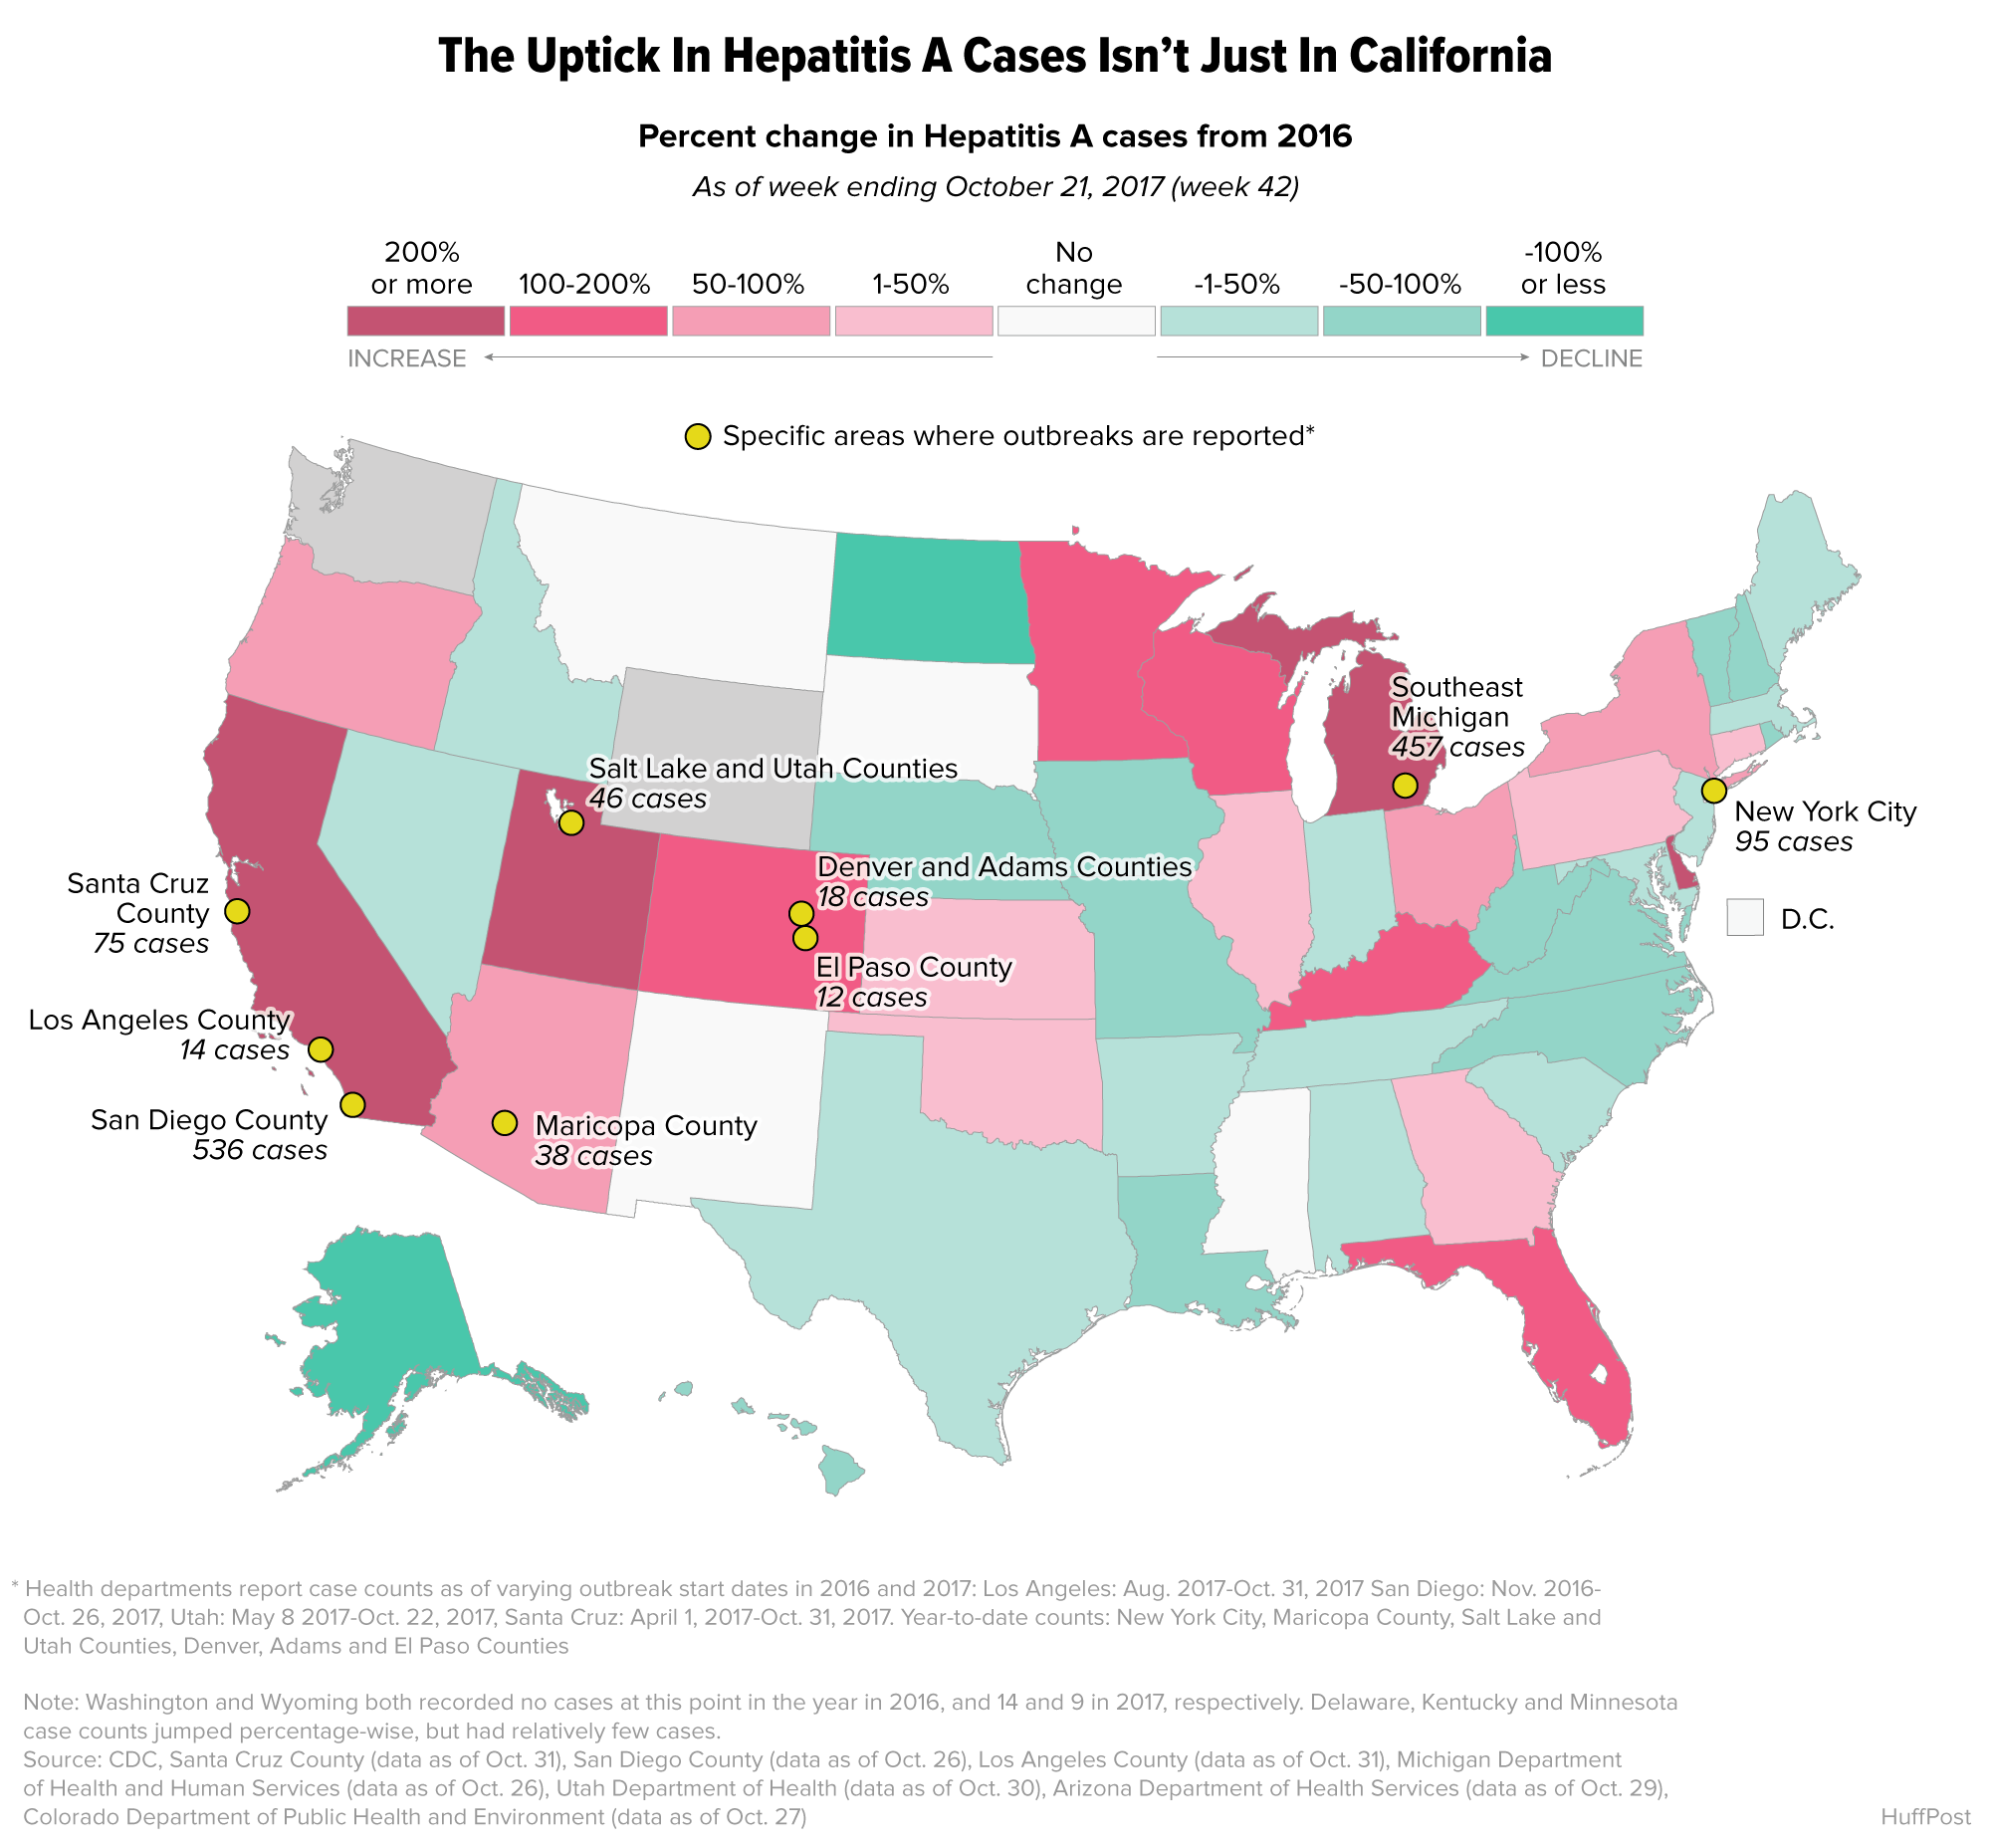 The Uptick In Hepatitis A Cases Isn't Just In California
Percent change in Hepatitis A cases from 2016
As of week ending October 21, 2017 (week 42)
200%
or more
100-200%
50-100%
1-50%
No
change
-1-50%
-50-100%
-100%
or less
INCREASE
DECLINE
Specific areas where outbreaks are reported*
Southeast
Michigan
457 cases
Salt Lake and Utah Counties
46 cases
New York City
95 cases
Denver and Adams Counties
18 cases
Santa Cruz
County
75 cases
D.C.
El Paso County
12 cases
Los Angeles County
14 cases
San Diego County
536 cases
Maricopa County
38 cases
* Health departments report case counts as of varying outbreak start dates in 2016 and 2017: Los Angeles: Aug. 2017-Oct. 31, 2017 San Diego: Nov. 2016-
Oct. 26, 2017, Utah: May 8 2017-Oct. 22, 2017, Santa Cruz: April 1, 2017-Oct. 31, 2017. Year-to-date counts: New York City, Maricopa County, Salt Lake and
Utah Counties, Denver, Adams and El Paso Counties
Note: Washington and Wyoming both recorded no cases at this point in the year in 2016, and 14 and 9 in 2017, respectively. Delaware, Kentucky and Minnesota
case counts jumped percentage-wise, but had relatively few cases.
Source: CDC, Santa Cruz County (data as of Oct. 31), San Diego County (data as of Oct. 26), Los Angeles County (data as of Oct. 31), Michigan Department
of Health and Human Services (data as of Oct. 26), Utah Department of Health (data as of Oct. 30), Arizona Department of Health Services (data as of Oct. 29),
Colorado Department of Public Health and Environment (data as of Oct. 27)
HuffPost